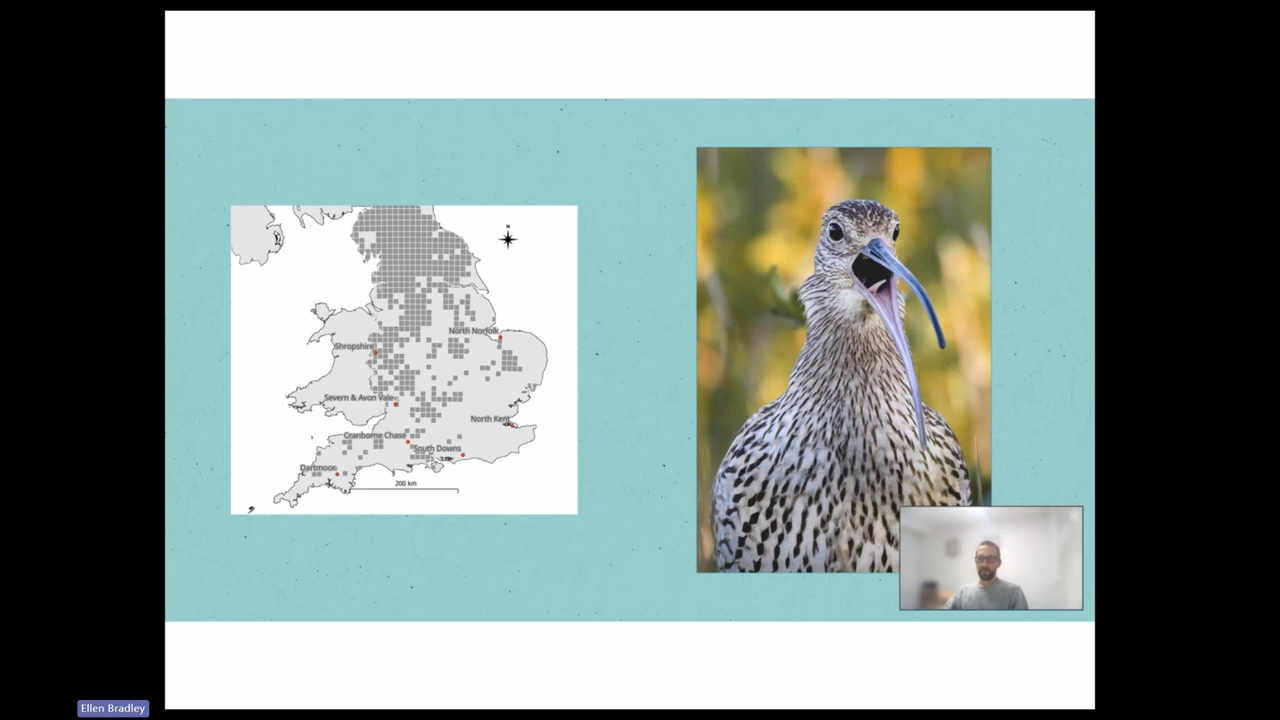 N
North Norfolk
Shropshire
Severn & Avon Vale
North Kent
Cranborne Chase
South Downs
Dartmoor
200 km
Ellen Bradley